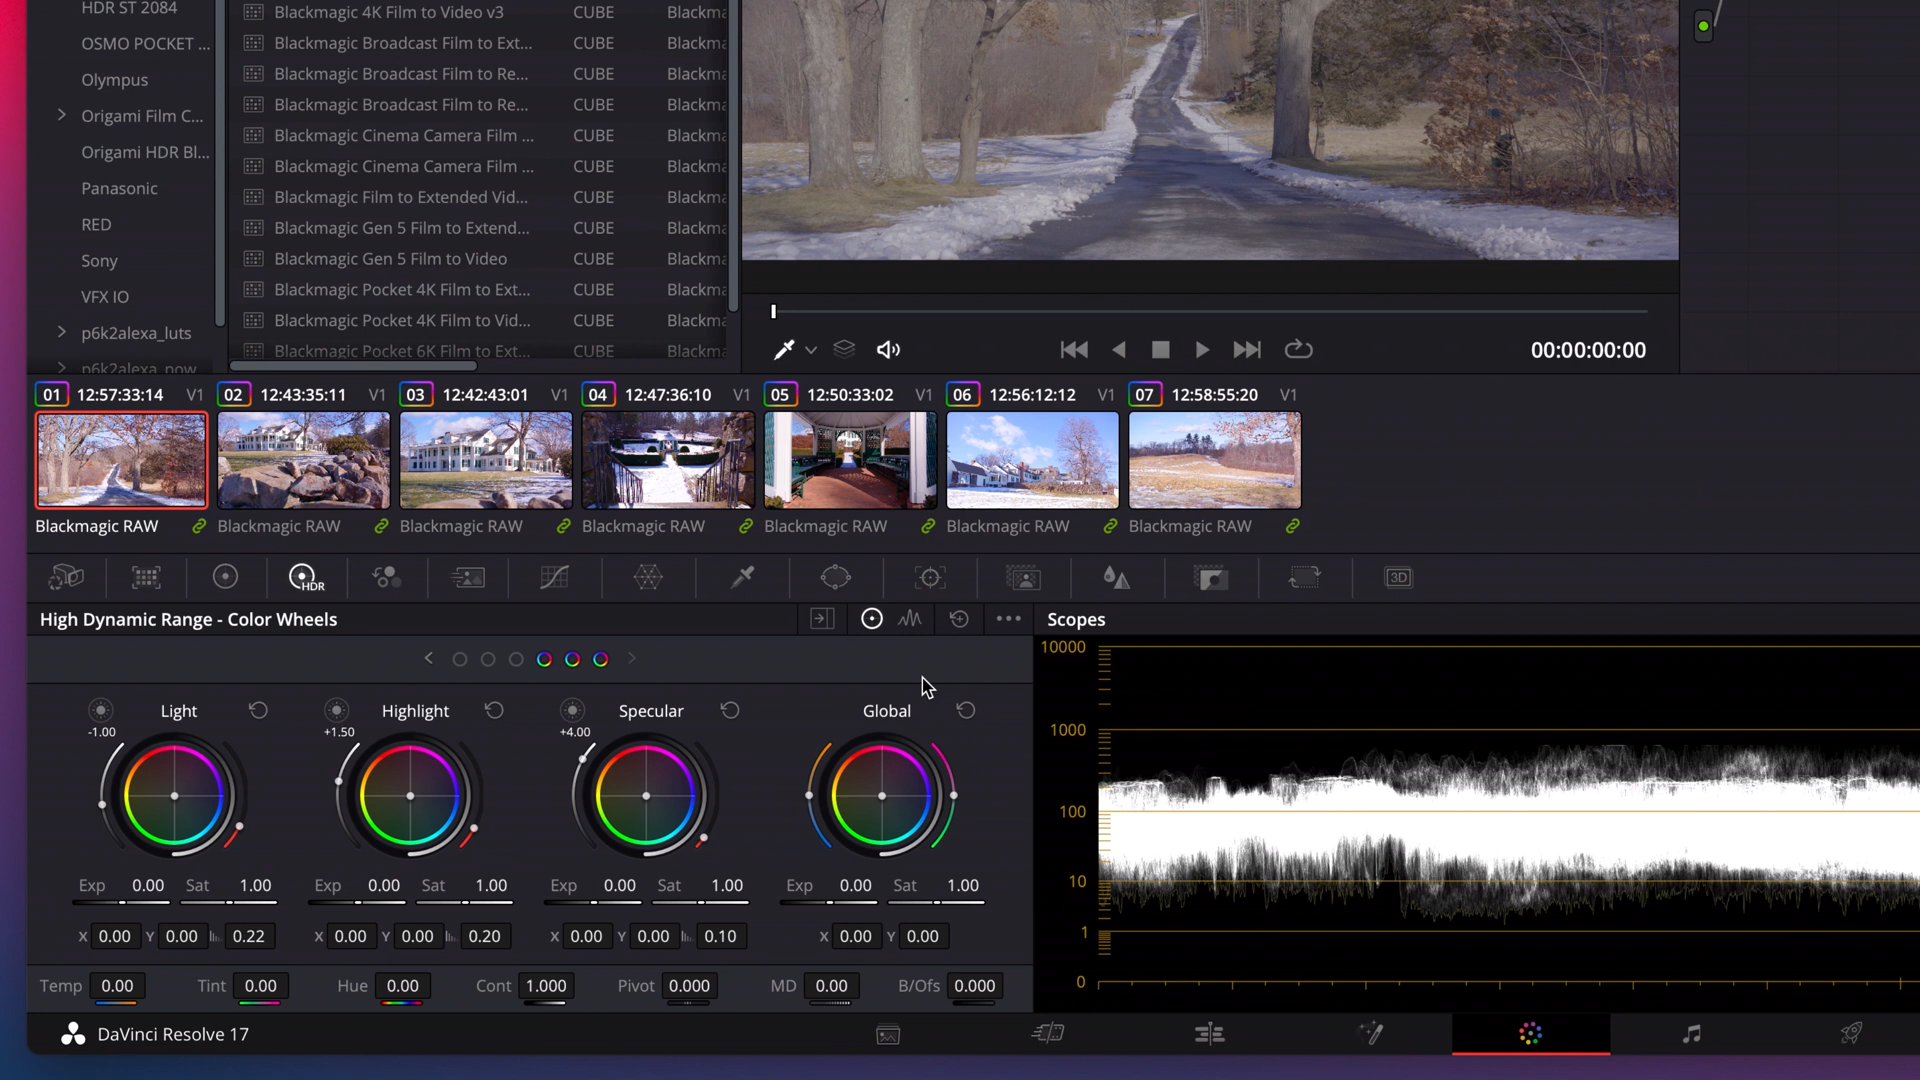 HDR ST 2084
OSMO POCKET ...
Olympus
Origami Film C...
Origami HDR Bl...
Panasonic
RED
Sony
VFX IO
p6k2alexa_luts
p6k2alexa_now
Blackmagic 4K Film to Video v3 CUBE Blackma
Blackmagic Broadcast Film to Ext... CUBE Blackma
Blackmagic Broadcast Film to Re... CUBE Blackma
Blackmagic Broadcast Film to Re... CUBE Blackma
Blackmagic Cinema Camera Film ... CUBE Blackma
Blackmagic Cinema Camera Film ... CUBE Blackma
Blackmagic Film to Extended Vid... CUBE Blackma
Blackmagic Gen 5 Film to Extend... CUBE Blackma
Blackmagic Gen 5 Film to Video CUBE Blackma
Blackmagic Pocket 4K Film to Ext... CUBE Blackma
Blackmagic Pocket 4K Film to Vid... CUBE Blackma
Blackmagic Pocket 6K Film to Ext... CUBE Blackma
00:00:00:00
01 12:57:33:14 V1 02 12:43:35:11 V1 03 12:42:43:01 V1 04 12:47:36:10 V1 05 12:50:33:02 V1 06 12:56:12:12 V1 07 12:58:55:20 V1
Blackmagic RAW Blackmagic RAW Blackmagic RAW Blackmagic RAW Blackmagic RAW Blackmagic RAW Blackmagic RAW
HDR
3D
High Dynamic Range - Color Wheels
Light Highlight Specular Global
-1.00 +1.50 +4.00
Exp 0.00 Sat 1.00 Exp 0.00 Sat 1.00 Exp 0.00 Sat 1.00 Exp 0.00 Sat 1.00
X 0.00 Y 0.00 0.22 X 0.00 Y 0.00 0.20 X 0.00 Y 0.00 0.10 X 0.00 Y 0.00
Temp 0.00 Tint 0.00 Hue 0.00 Cont 1.000 Pivot 0.000 MD 0.00 B/Ofs 0.000
Scopes
10000
1000
100
10
1
0
DaVinci Resolve 17